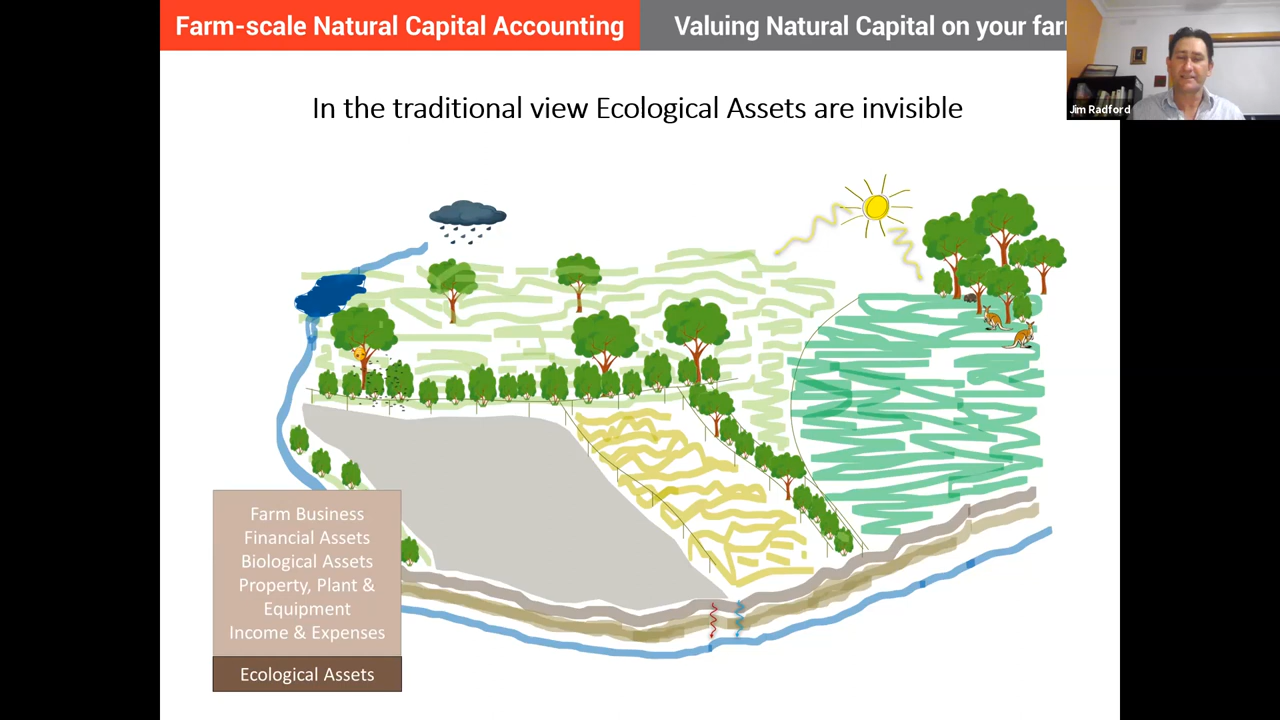 Farm-scale Natural Capital Accounting
Valuing Natural Capital on your far
Jim Radford
In the traditional view Ecological Assets are invisible
Farm Business
Financial Assets
Biological Assets
Property, Plant &
Equipment
Income & Expenses
Ecological Assets